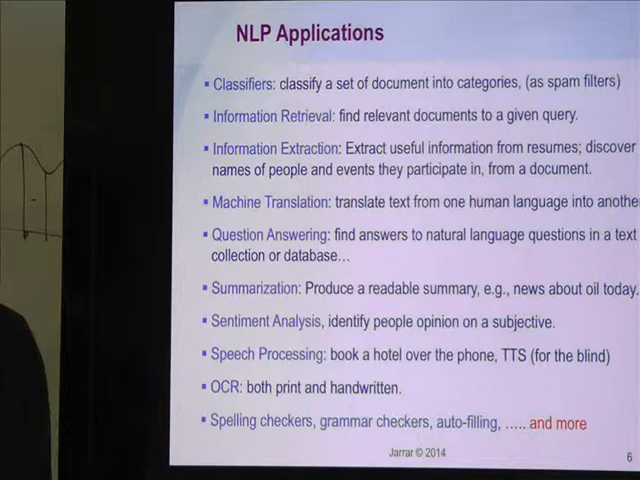 NLP Applications
▪ Classifiers: classify a set of document into categories, (as spam filters)
▪ Information Retrieval: find relevant documents to a given query.
▪ Information Extraction: Extract useful information from resumes; discover
names of people and events they participate in, from a document.
▪ Machine Translation: translate text from one human language into anothe
▪ Question Answering: find answers to natural language questions in a text
collection or database…
▪ Summarization: Produce a readable summary, e.g., news about oil today.
▪ Sentiment Analysis, identify people opinion on a subjective.
▪ Speech Processing: book a hotel over the phone, TTS (for the blind)
▪ OCR: both print and handwritten.
▪ Spelling checkers, grammar checkers, auto-filling, ..... and more
Jarrar © 2014
6